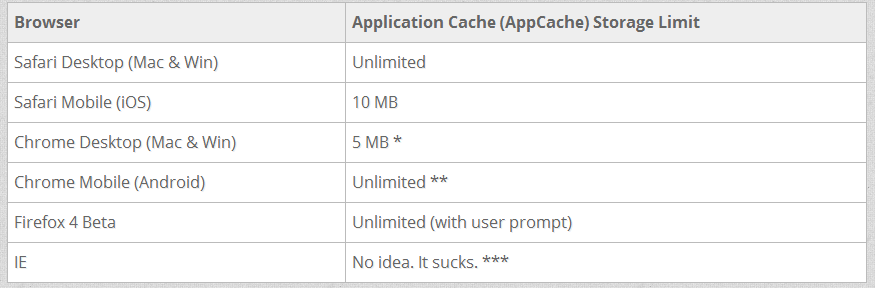 Browser Application Cache (AppCache) Storage Limit
Safari Desktop (Mac & Win) Unlimited
Safari Mobile (iOS) 10 MB
Chrome Desktop (Mac & Win) 5 MB *
Chrome Mobile (Android) Unlimited **
Firefox 4 Beta Unlimited (with user prompt)
IE No idea. It sucks. ***